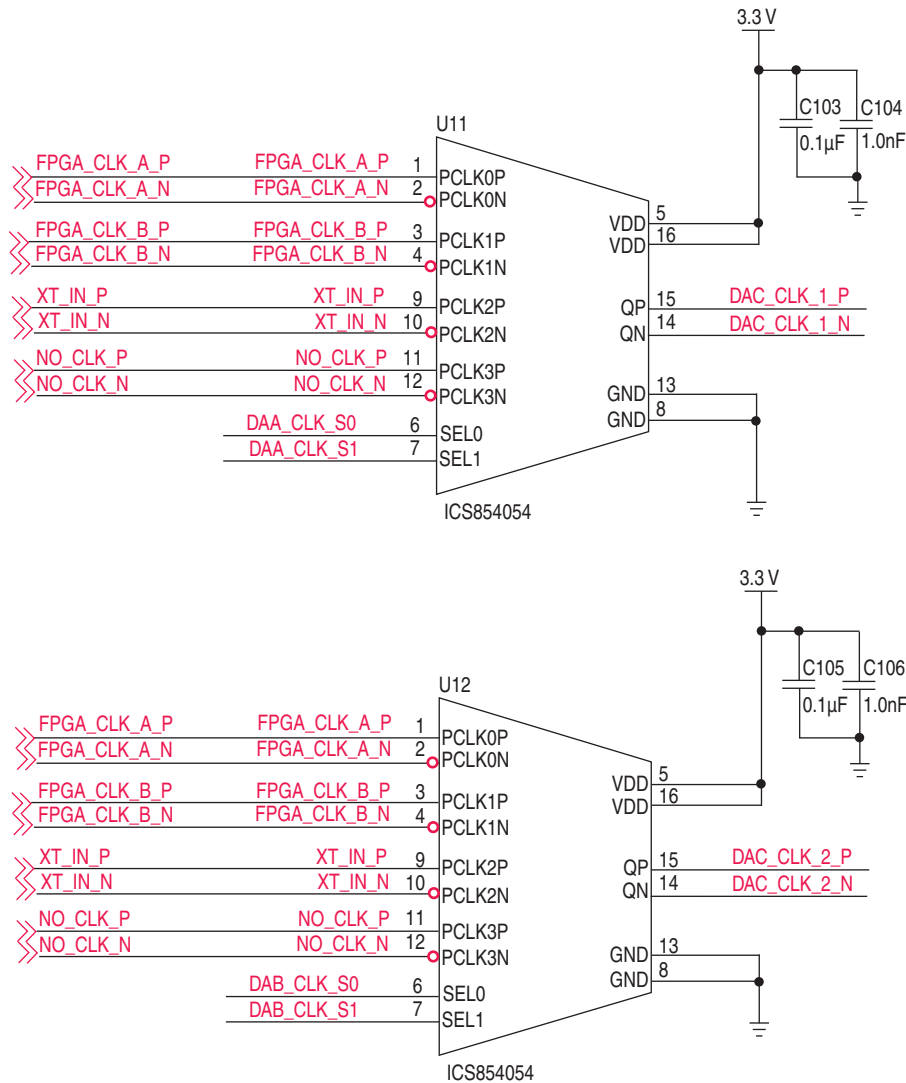 3.3 V
C103
C104
0.1µF
1.0nF
U11
FPGA_CLK_A_P FPGA_CLK_A_P 1 PCLK0P
FPGA_CLK_A_N FPGA_CLK_A_N 2 PCLK0N
FPGA_CLK_B_P FPGA_CLK_B_P 3 PCLK1P
FPGA_CLK_B_N FPGA_CLK_B_N 4 PCLK1N
XT_IN_P XT_IN_P 9 PCLK2P
XT_IN_N XT_IN_N 10 PCLK2N
NO_CLK_P NO_CLK_P 11 PCLK3P
NO_CLK_N NO_CLK_N 12 PCLK3N
DAA_CLK_S0 6 SEL0
DAA_CLK_S1 7 SEL1
VDD 5
VDD 16
QP 15 DAC_CLK_1_P
QN 14 DAC_CLK_1_N
GND 13
GND 8
ICS854054
3.3 V
C105
C106
0.1µF
1.0nF
U12
FPGA_CLK_A_P FPGA_CLK_A_P 1 PCLK0P
FPGA_CLK_A_N FPGA_CLK_A_N 2 PCLK0N
FPGA_CLK_B_P FPGA_CLK_B_P 3 PCLK1P
FPGA_CLK_B_N FPGA_CLK_B_N 4 PCLK1N
XT_IN_P XT_IN_P 9 PCLK2P
XT_IN_N XT_IN_N 10 PCLK2N
NO_CLK_P NO_CLK_P 11 PCLK3P
NO_CLK_N NO_CLK_N 12 PCLK3N
DAB_CLK_S0 6 SEL0
DAB_CLK_S1 7 SEL1
VDD 5
VDD 16
QP 15 DAC_CLK_2_P
QN 14 DAC_CLK_2_N
GND 13
GND 8
ICS854054